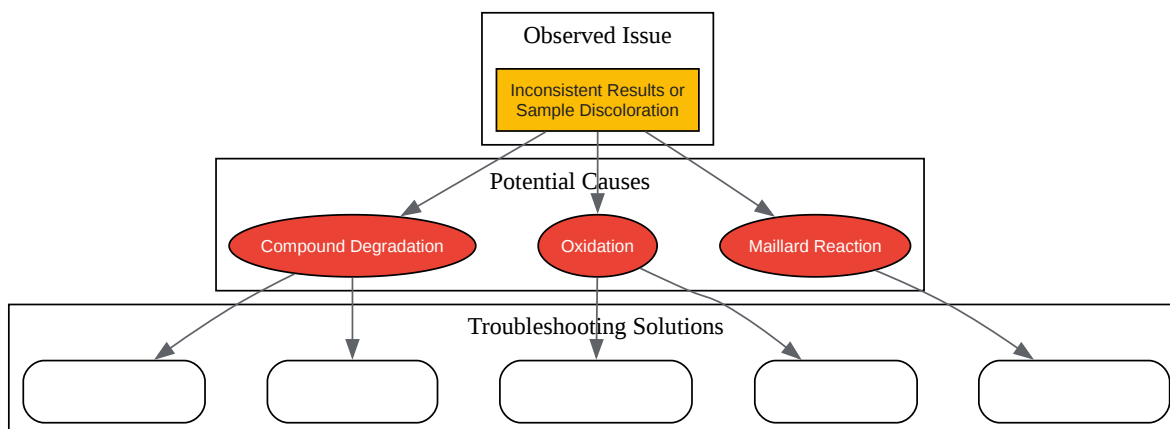 Observed Issue
Inconsistent Results or
Sample Discoloration
Potential Causes
Compound Degradation
Oxidation
Maillard Reaction
Troubleshooting Solutions